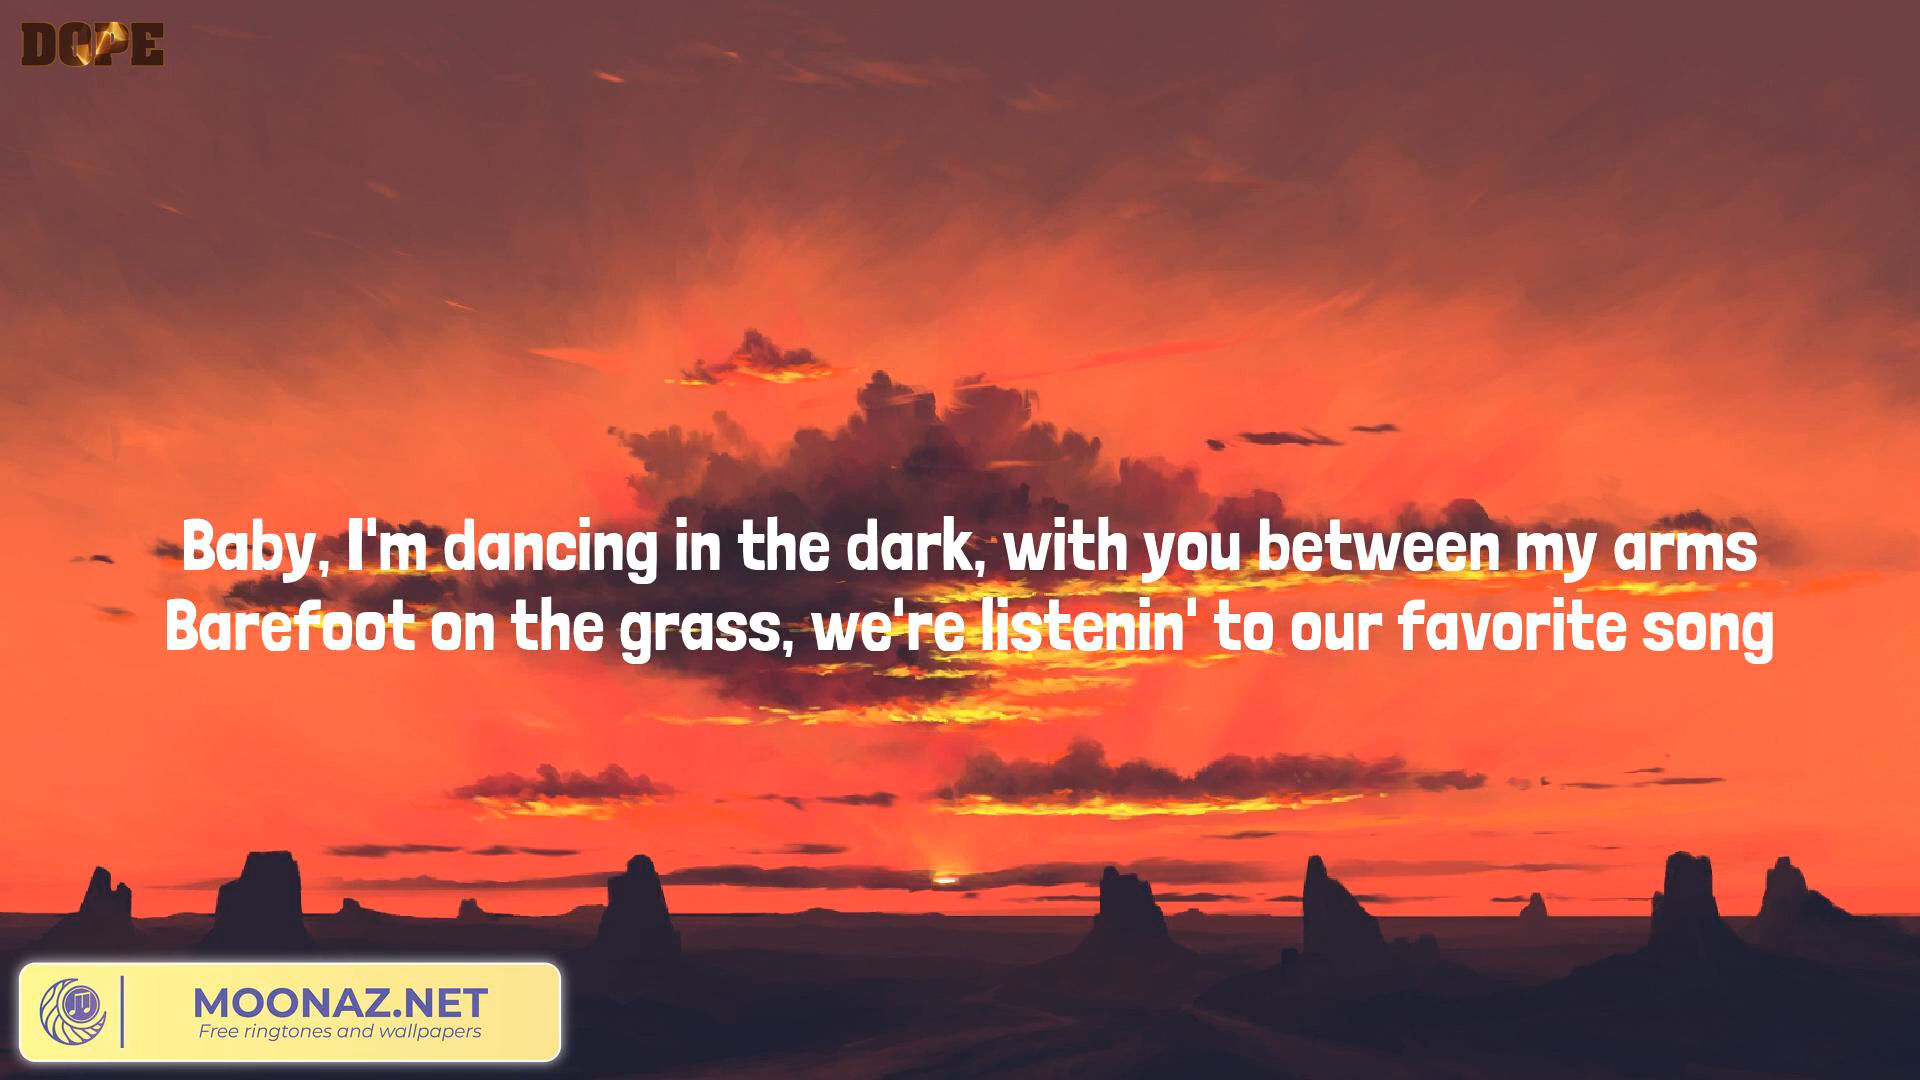 DOPE
Baby, I'm dancing in the dark, with you between my arms
Barefoot on the grass, we're listenin' to our favorite song
MOONAZ.NET
Free ringtones and wallpapers